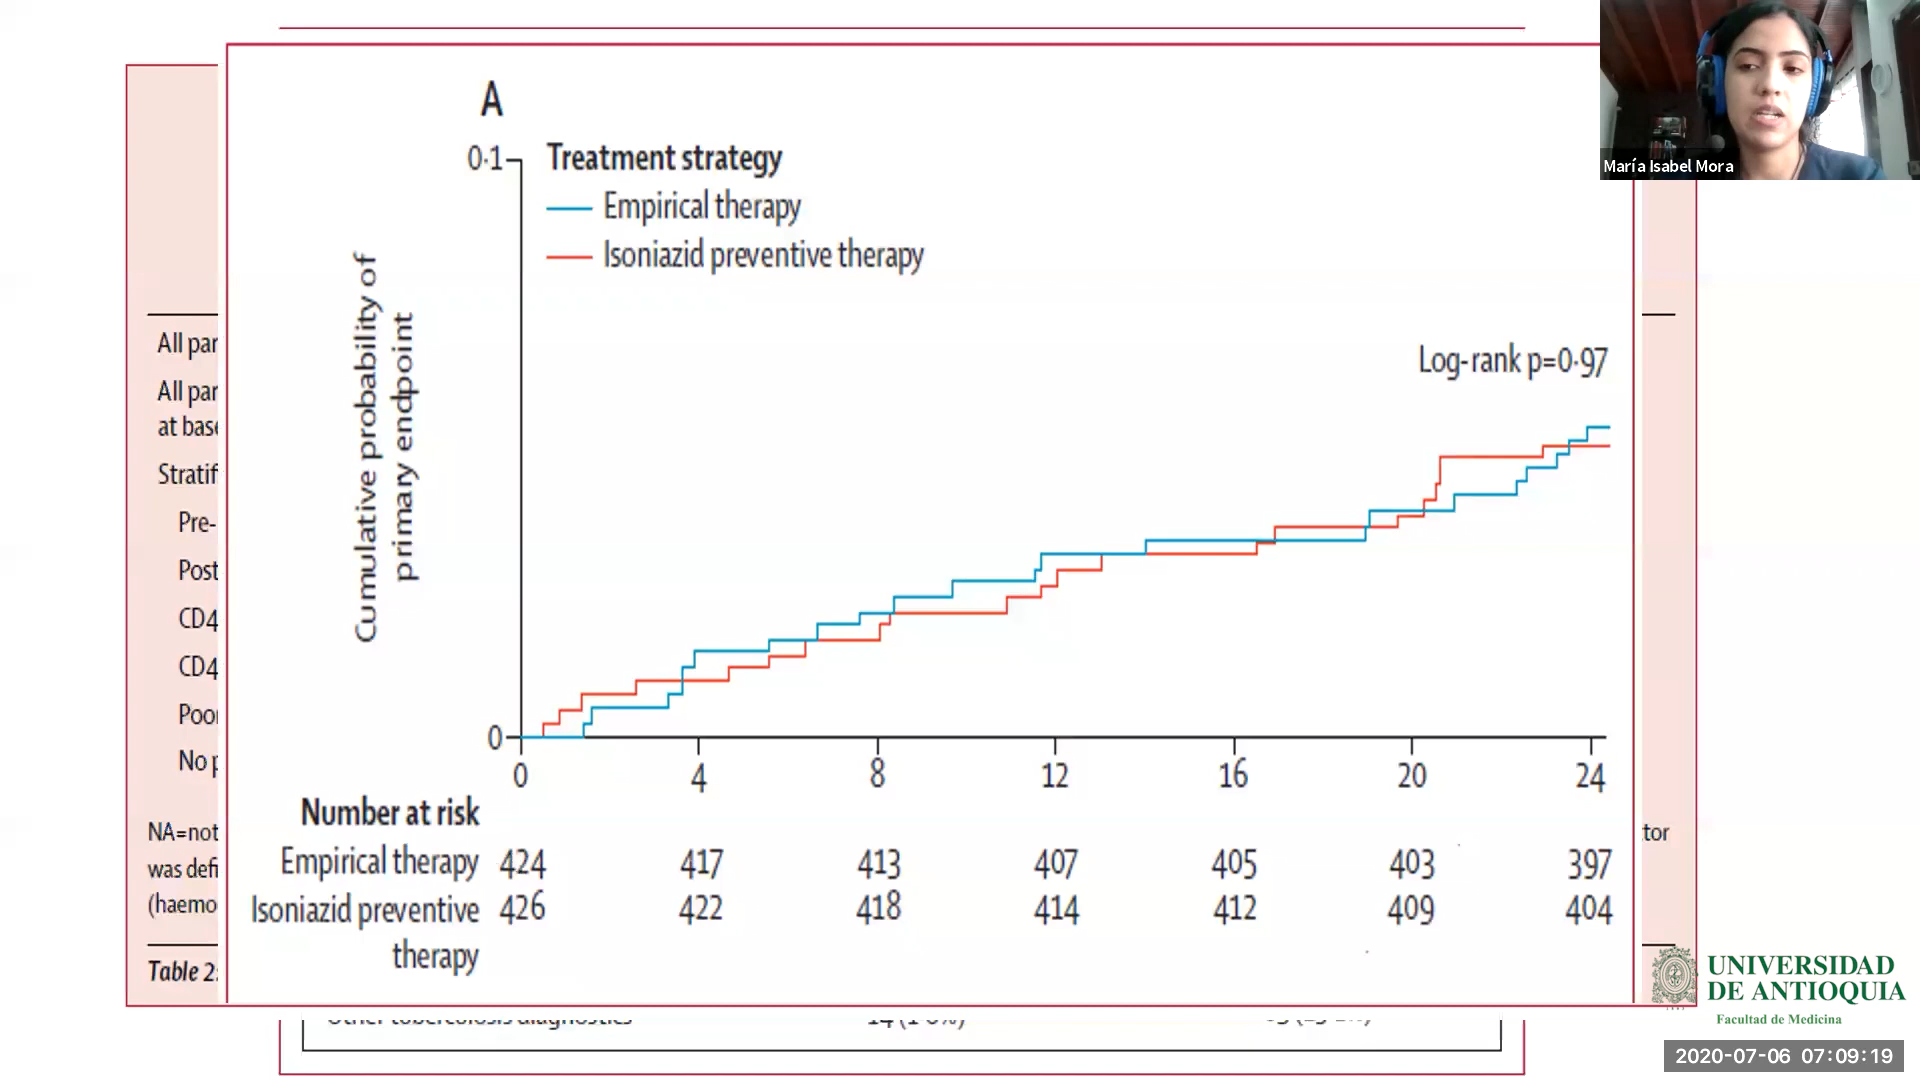 A
0·1
Treatment strategy
Empirical therapy
Isoniazid preventive therapy
Cumulative probability of
primary endpoint
Log-rank p=0·97
0
0 4 8 12 16 20 24
Number at risk
Empirical therapy 424 417 413 407 405 403 397
Isoniazid preventive 426 422 418 414 412 409 404
therapy
All par
All par
at base
Stratif
Pre-
Post
CD4
CD4
Poor
No p
NA=not
tor
was defi
(haemo
Table 2:
Other tuberculosis diagnostics
María Isabel Mora
UNIVERSIDAD
DE ANTIOQUIA
Facultad de Medicina
2020-07-06 07:09:19